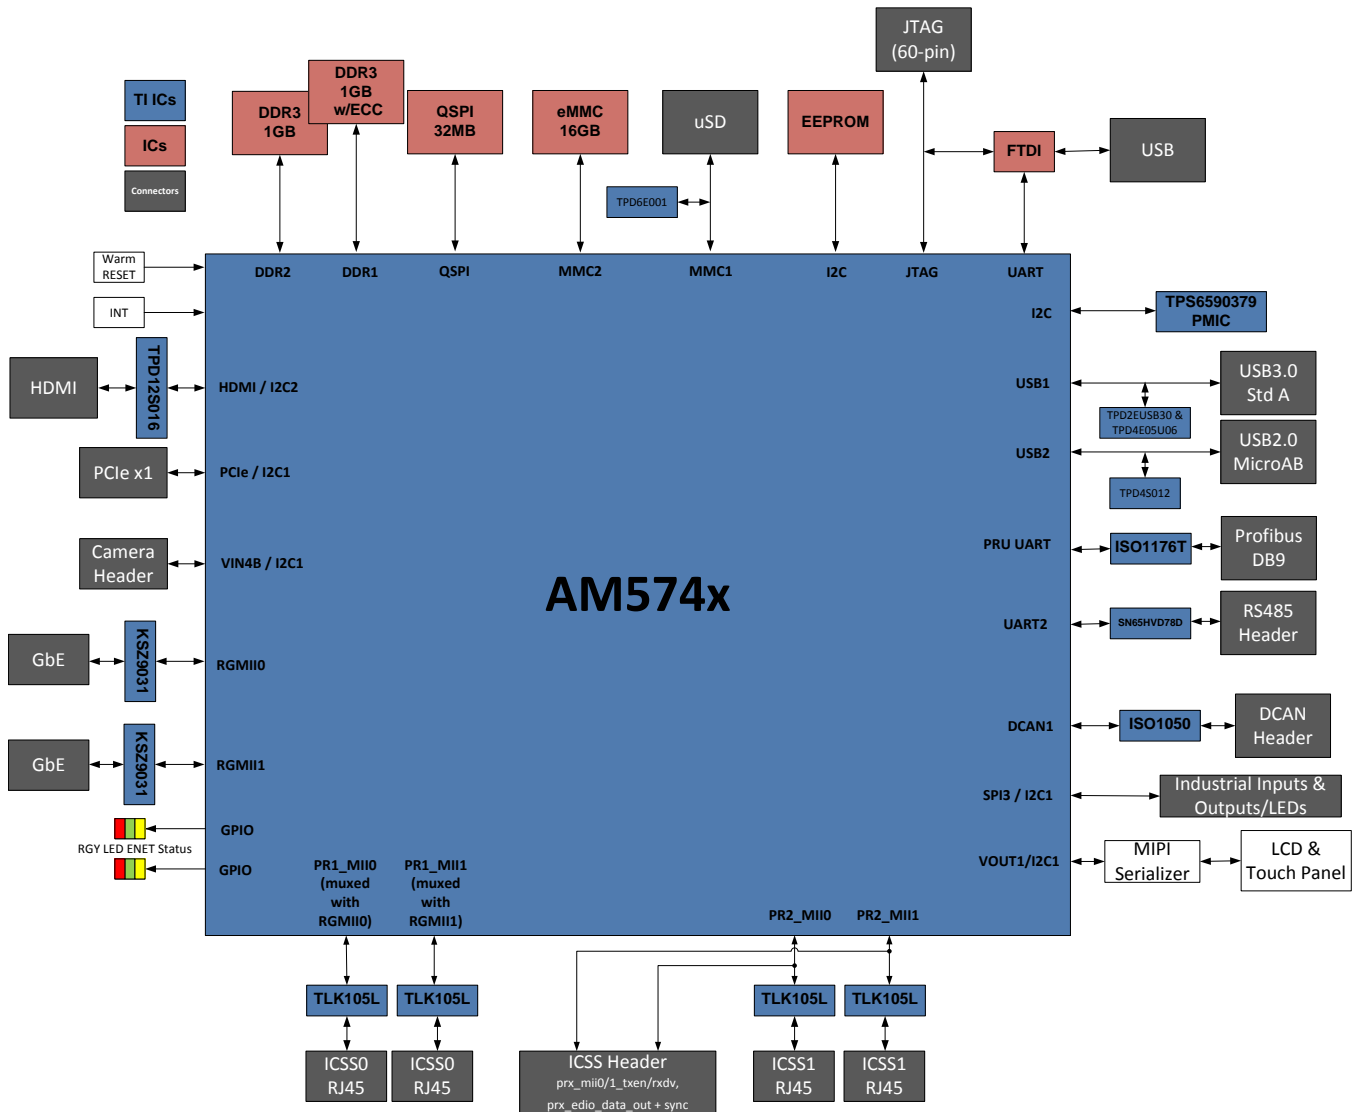 JTAG
(60-pin)
TI ICs
ICs
Connectors
DDR3
1GB
DDR3
1GB
w/ECC
QSPI
32MB
eMMC
16GB
uSD
EEPROM
FTDI
USB
TPD6E001
Warm
RESET
INT
DDR2
DDR1
QSPI
MMC2
MMC1
I2C
JTAG
UART
HDMI
TPD12S016
HDMI / I2C2
PCIe x1
PCIe / I2C1
Camera
Header
VIN4B / I2C1
GbE
KSZ9031
RGMII0
GbE
KSZ9031
RGMII1
GPIO
RGY LED ENET Status
GPIO
AM574x
I2C
TPS6590379
PMIC
USB1
USB3.0
Std A
TPD2EUSB30 &
TPD4E05U06
USB2
USB2.0
MicroAB
TPD4S012
PRU UART
ISO1176T
Profibus
DB9
UART2
SN65HVD78D
RS485
Header
DCAN1
ISO1050
DCAN
Header
SPI3 / I2C1
Industrial Inputs &
Outputs/LEDs
VOUT1/I2C1
MIPI
Serializer
LCD &
Touch Panel
PR1_MII0
(muxed
with
RGMII0)
PR1_MII1
(muxed
with
RGMII1)
PR2_MII0
PR2_MII1
TLK105L
TLK105L
TLK105L
TLK105L
ICSS0
RJ45
ICSS0
RJ45
ICSS Header
prx_mii0/1_txen/rxdv,
prx_edio_data_out + sync
ICSS1
RJ45
ICSS1
RJ45